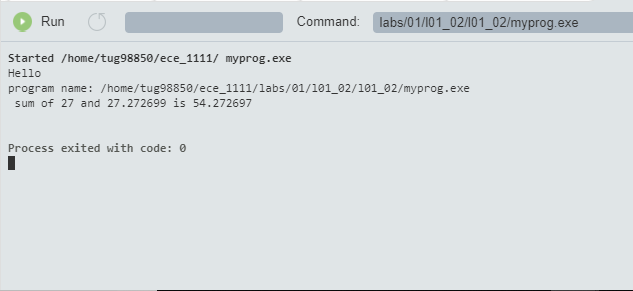 Run Command: labs/01/l01_02/l01_02/myprog.exe
Started /home/tug98850/ece_1111/ myprog.exe
Hello
program name: /home/tug98850/ece_1111/labs/01/l01_02/l01_02/myprog.exe
sum of 27 and 27.272699 is 54.272697
Process exited with code: 0